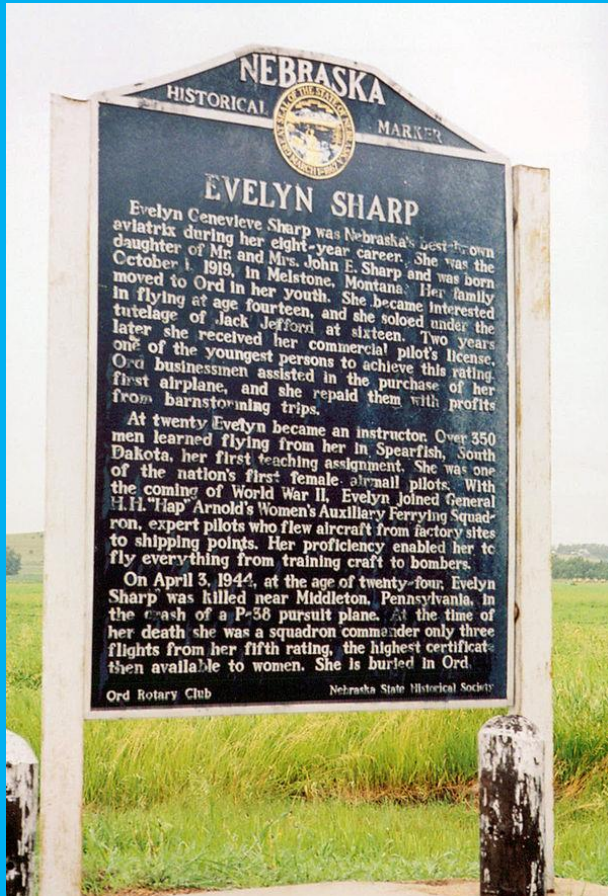 NEBRASKA
HISTORICAL MARKER
GREAT SEAL OF THE STATE OF NEBRASKA
MARCH 1ST 1867
EVELYN SHARP
Evelyn Genevieve Sharp was Nebraska's best-known
aviatrix during her eight-year career. She was the
daughter of Mr. and Mrs. John E. Sharp and was born
October 1, 1919, in Melstone, Montana. Her family
moved to Ord in her youth. She became interested
in flying at age fourteen, and she soloed under the
tutelage of Jack Jefford at sixteen. Two years
later she received her commercial pilot's license,
one of the youngest persons to achieve this rating.
Ord businessmen assisted in the purchase of her
first airplane, and she repaid them with profits
from barnstorming trips.
At twenty Evelyn became an instructor. Over 350
men learned flying from her in Spearfish, South
Dakota, her first teaching assignment. She was one
of the nation's first female airmail pilots. With
the coming of World War II, Evelyn joined General
H.H. "Hap" Arnold's Women's Auxiliary Ferrying Squad-
ron, expert pilots who flew aircraft from factory sites
to shipping points. Her proficiency enabled her to
fly everything from training craft to bombers.
On April 3, 1944, at the age of twenty-four, Evelyn
Sharp was killed near Middleton, Pennsylvania, in
the crash of a P-38 pursuit plane. At the time of
her death she was a squadron commander only three
flights from her fifth rating, the highest certificate
then available to women. She is buried in Ord.
Ord Rotary Club Nebraska State Historical Society